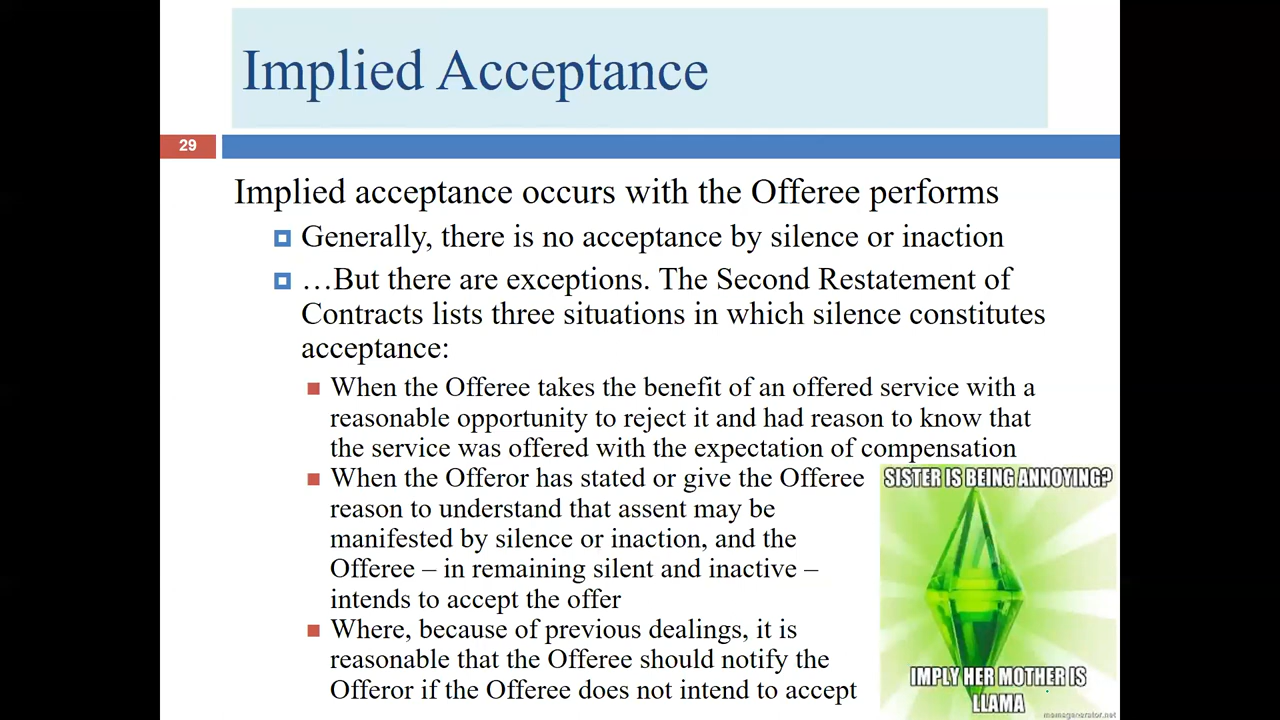 Implied Acceptance
29
Implied acceptance occurs with the Offeree performs
Generally, there is no acceptance by silence or inaction
…But there are exceptions. The Second Restatement of
Contracts lists three situations in which silence constitutes
acceptance:
When the Offeree takes the benefit of an offered service with a
reasonable opportunity to reject it and had reason to know that
the service was offered with the expectation of compensation
When the Offeror has stated or give the Offeree
reason to understand that assent may be
manifested by silence or inaction, and the
Offeree – in remaining silent and inactive –
intends to accept the offer
Where, because of previous dealings, it is
reasonable that the Offeree should notify the
Offeror if the Offeree does not intend to accept
SISTER IS BEING ANNOYING?
IMPLY HER MOTHER IS
LLAMA
memegenerator.net